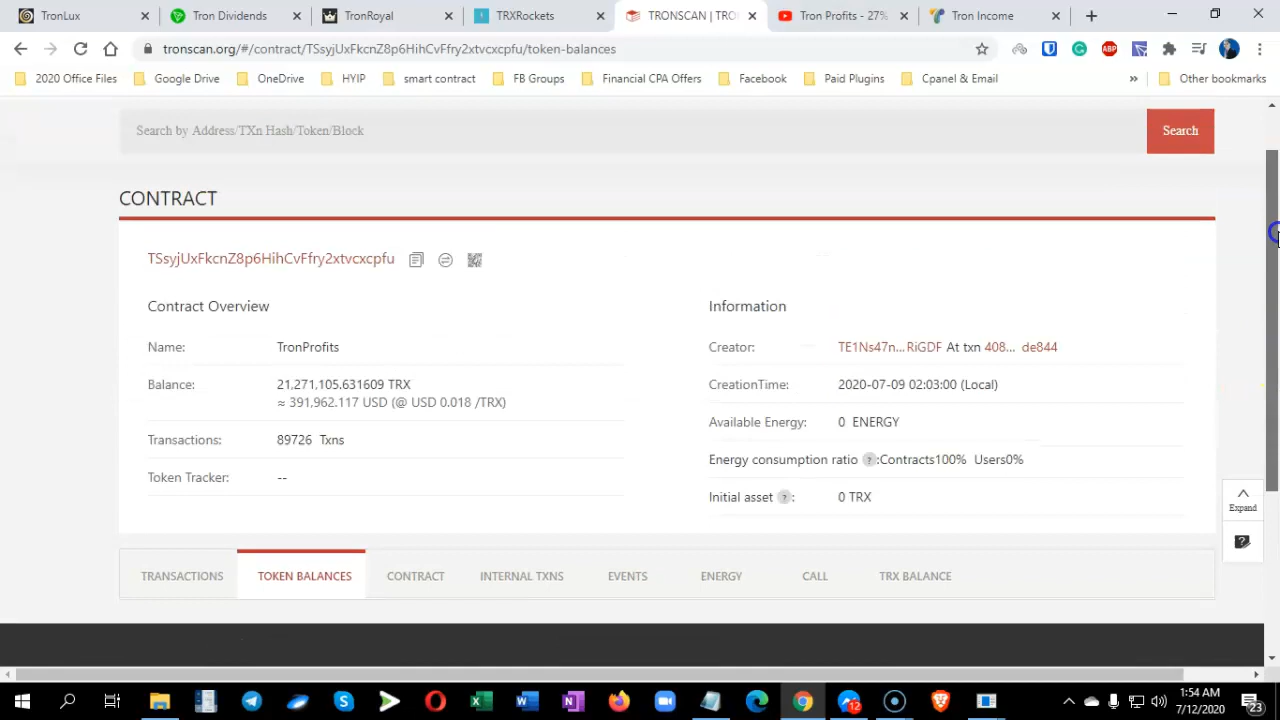 TronLux
Tron Dividends
TronRoyal
TRXRockets
TRONSCAN | TRO
Tron Profits - 27%
Tron Income
tronscan.org/#/contract/TSsyjUxFkcnZ8p6HihCvFfry2xtvcxcpfu/token-balances
ABP
2020 Office Files
Google Drive
OneDrive
HYIP
smart contract
FB Groups
Financial CPA Offers
Facebook
Paid Plugins
Cpanel & Email
»
Other bookmarks
Search by Address/TXn Hash/Token/Block
Search
CONTRACT
TSsyjUxFkcnZ8p6HihCvFfry2xtvcxcpfu
Contract Overview
Name: TronProfits
Balance: 21,271,105.631609 TRX
≈ 391,962.117 USD (@ USD 0.018 /TRX)
Transactions: 89726 Txns
Token Tracker: --
Information
Creator: TE1Ns47n...RiGDF At txn 408... de844
CreationTime: 2020-07-09 02:03:00 (Local)
Available Energy: 0 ENERGY
Energy consumption ratio ? :Contracts100% Users0%
Initial asset ? : 0 TRX
Expand
TRANSACTIONS
TOKEN BALANCES
CONTRACT
INTERNAL TXNS
EVENTS
ENERGY
CALL
TRX BALANCE
12
1:54 AM
7/12/2020
23